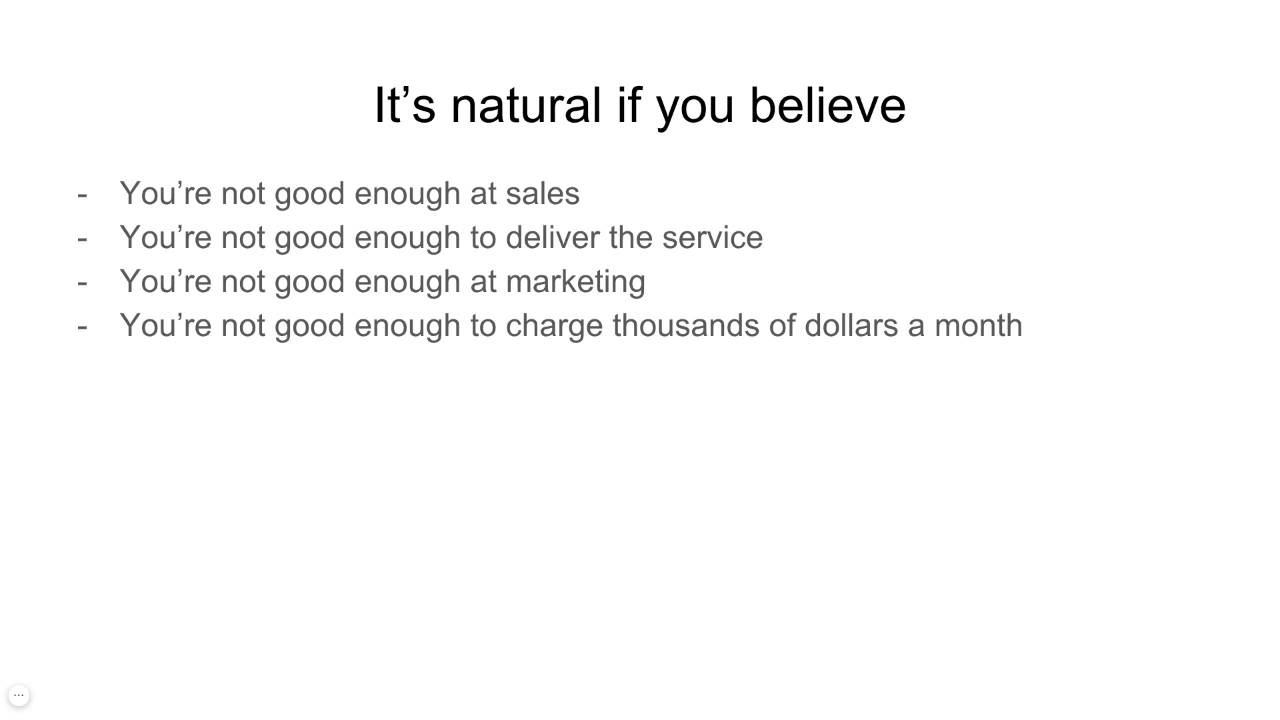 It’s natural if you believe
- You’re not good enough at sales
- You’re not good enough to deliver the service
- You’re not good enough at marketing
- You’re not good enough to charge thousands of dollars a month